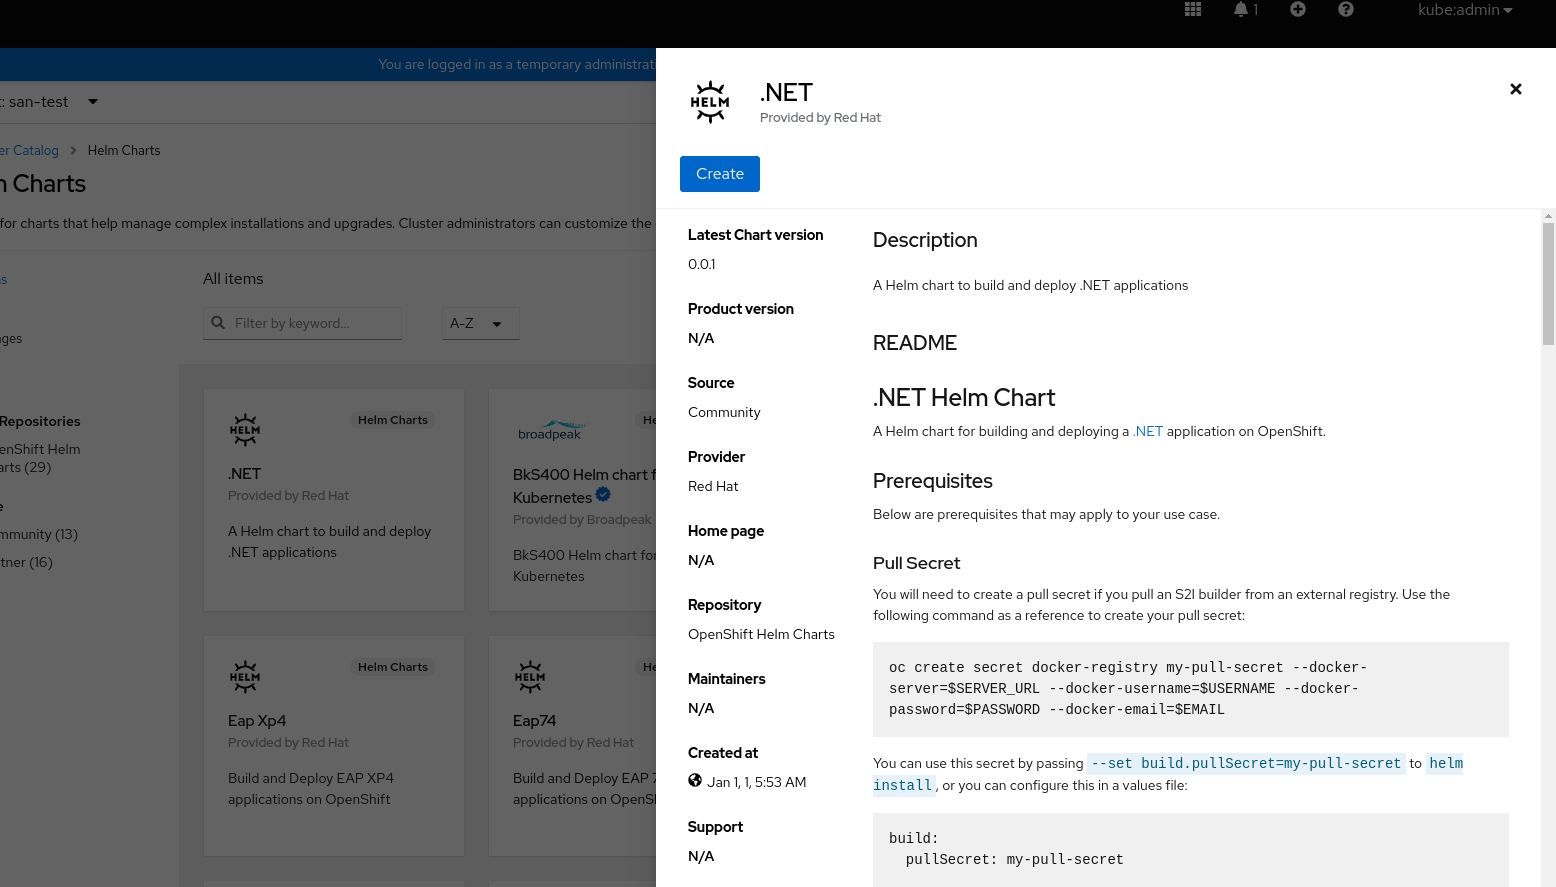 1
kube:admin
You are logged in as a temporary administrati
t: san-test
er Catalog
Helm Charts
n Charts
for charts that help manage complex installations and upgrades. Cluster administrators can customize the
s
All items
Filter by keyword...
A-Z
ges
Repositories
enShift Helm
arts (29)
e
mmunity (13)
tner (16)
HELM
Helm Charts
.NET
Provided by Red Hat
A Helm chart to build and deploy
.NET applications
broadpeak
He
BkS400 Helm chart f
Kubernetes
Provided by Broadpeak
BkS400 Helm chart for
Kubernetes
HELM
Helm Charts
Eap Xp4
Provided by Red Hat
Build and Deploy EAP XP4
applications on OpenShift
HELM
He
Eap74
Provided by Red Hat
Build and Deploy EAP 7
applications on OpenSl
HELM
.NET
Provided by Red Hat
Create
Latest Chart version
0.0.1
Product version
N/A
Source
Community
Provider
Red Hat
Home page
N/A
Repository
OpenShift Helm Charts
Maintainers
N/A
Created at
Jan 1, 1, 5:53 AM
Support
N/A
Description
A Helm chart to build and deploy .NET applications
README
.NET Helm Chart
A Helm chart for building and deploying a .NET application on OpenShift.
Prerequisites
Below are prerequisites that may apply to your use case.
Pull Secret
You will need to create a pull secret if you pull an S2I builder from an external registry. Use the
following command as a reference to create your pull secret:
oc create secret docker-registry my-pull-secret --docker-
server=$SERVER_URL --docker-username=$USERNAME --docker-
password=$PASSWORD --docker-email=$EMAIL
You can use this secret by passing --set build.pullSecret=my-pull-secret to helm
install, or you can configure this in a values file:
build:
  pullSecret: my-pull-secret